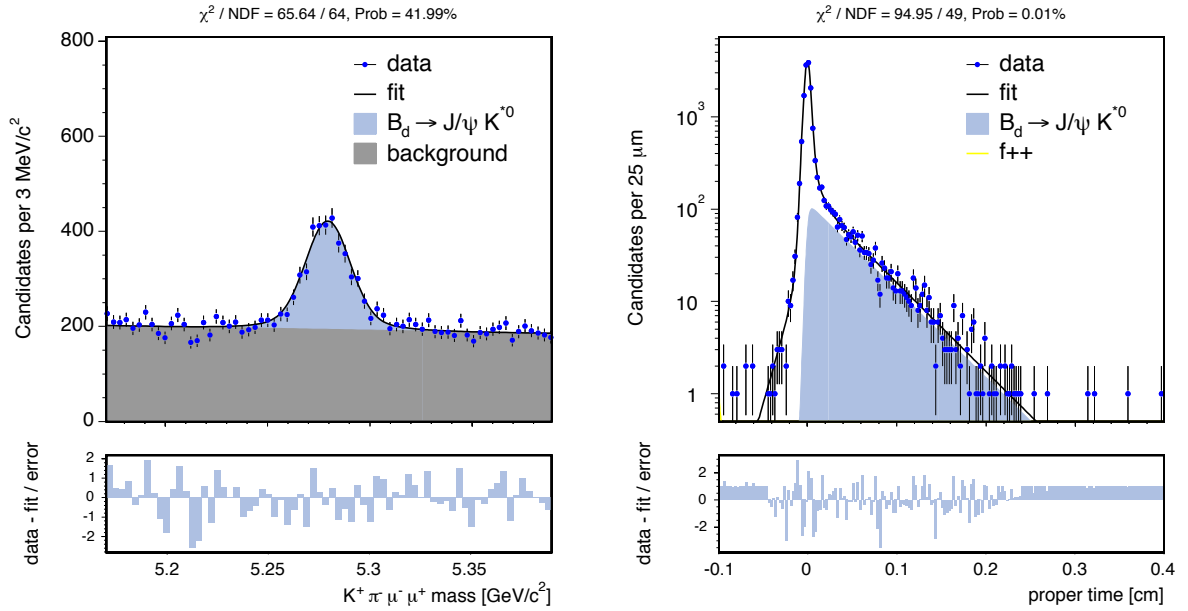 χ² / NDF = 65.64 / 64, Prob = 41.99%
Candidates per 3 MeV/c²
800
600
400
200
0
data
fit
B_d → J/ψ K*⁰
background
data - fit / error
2
1
0
-1
-2
5.2 5.25 5.3 5.35
K⁺ π⁻ μ⁻ μ⁺ mass [GeV/c²]
χ² / NDF = 94.95 / 49, Prob = 0.01%
Candidates per 25 μm
10³
10²
10
1
data
fit
B_d → J/ψ K*⁰
f++
data - fit / error
2
0
-2
-0.1 0 0.1 0.2 0.3 0.4
proper time [cm]